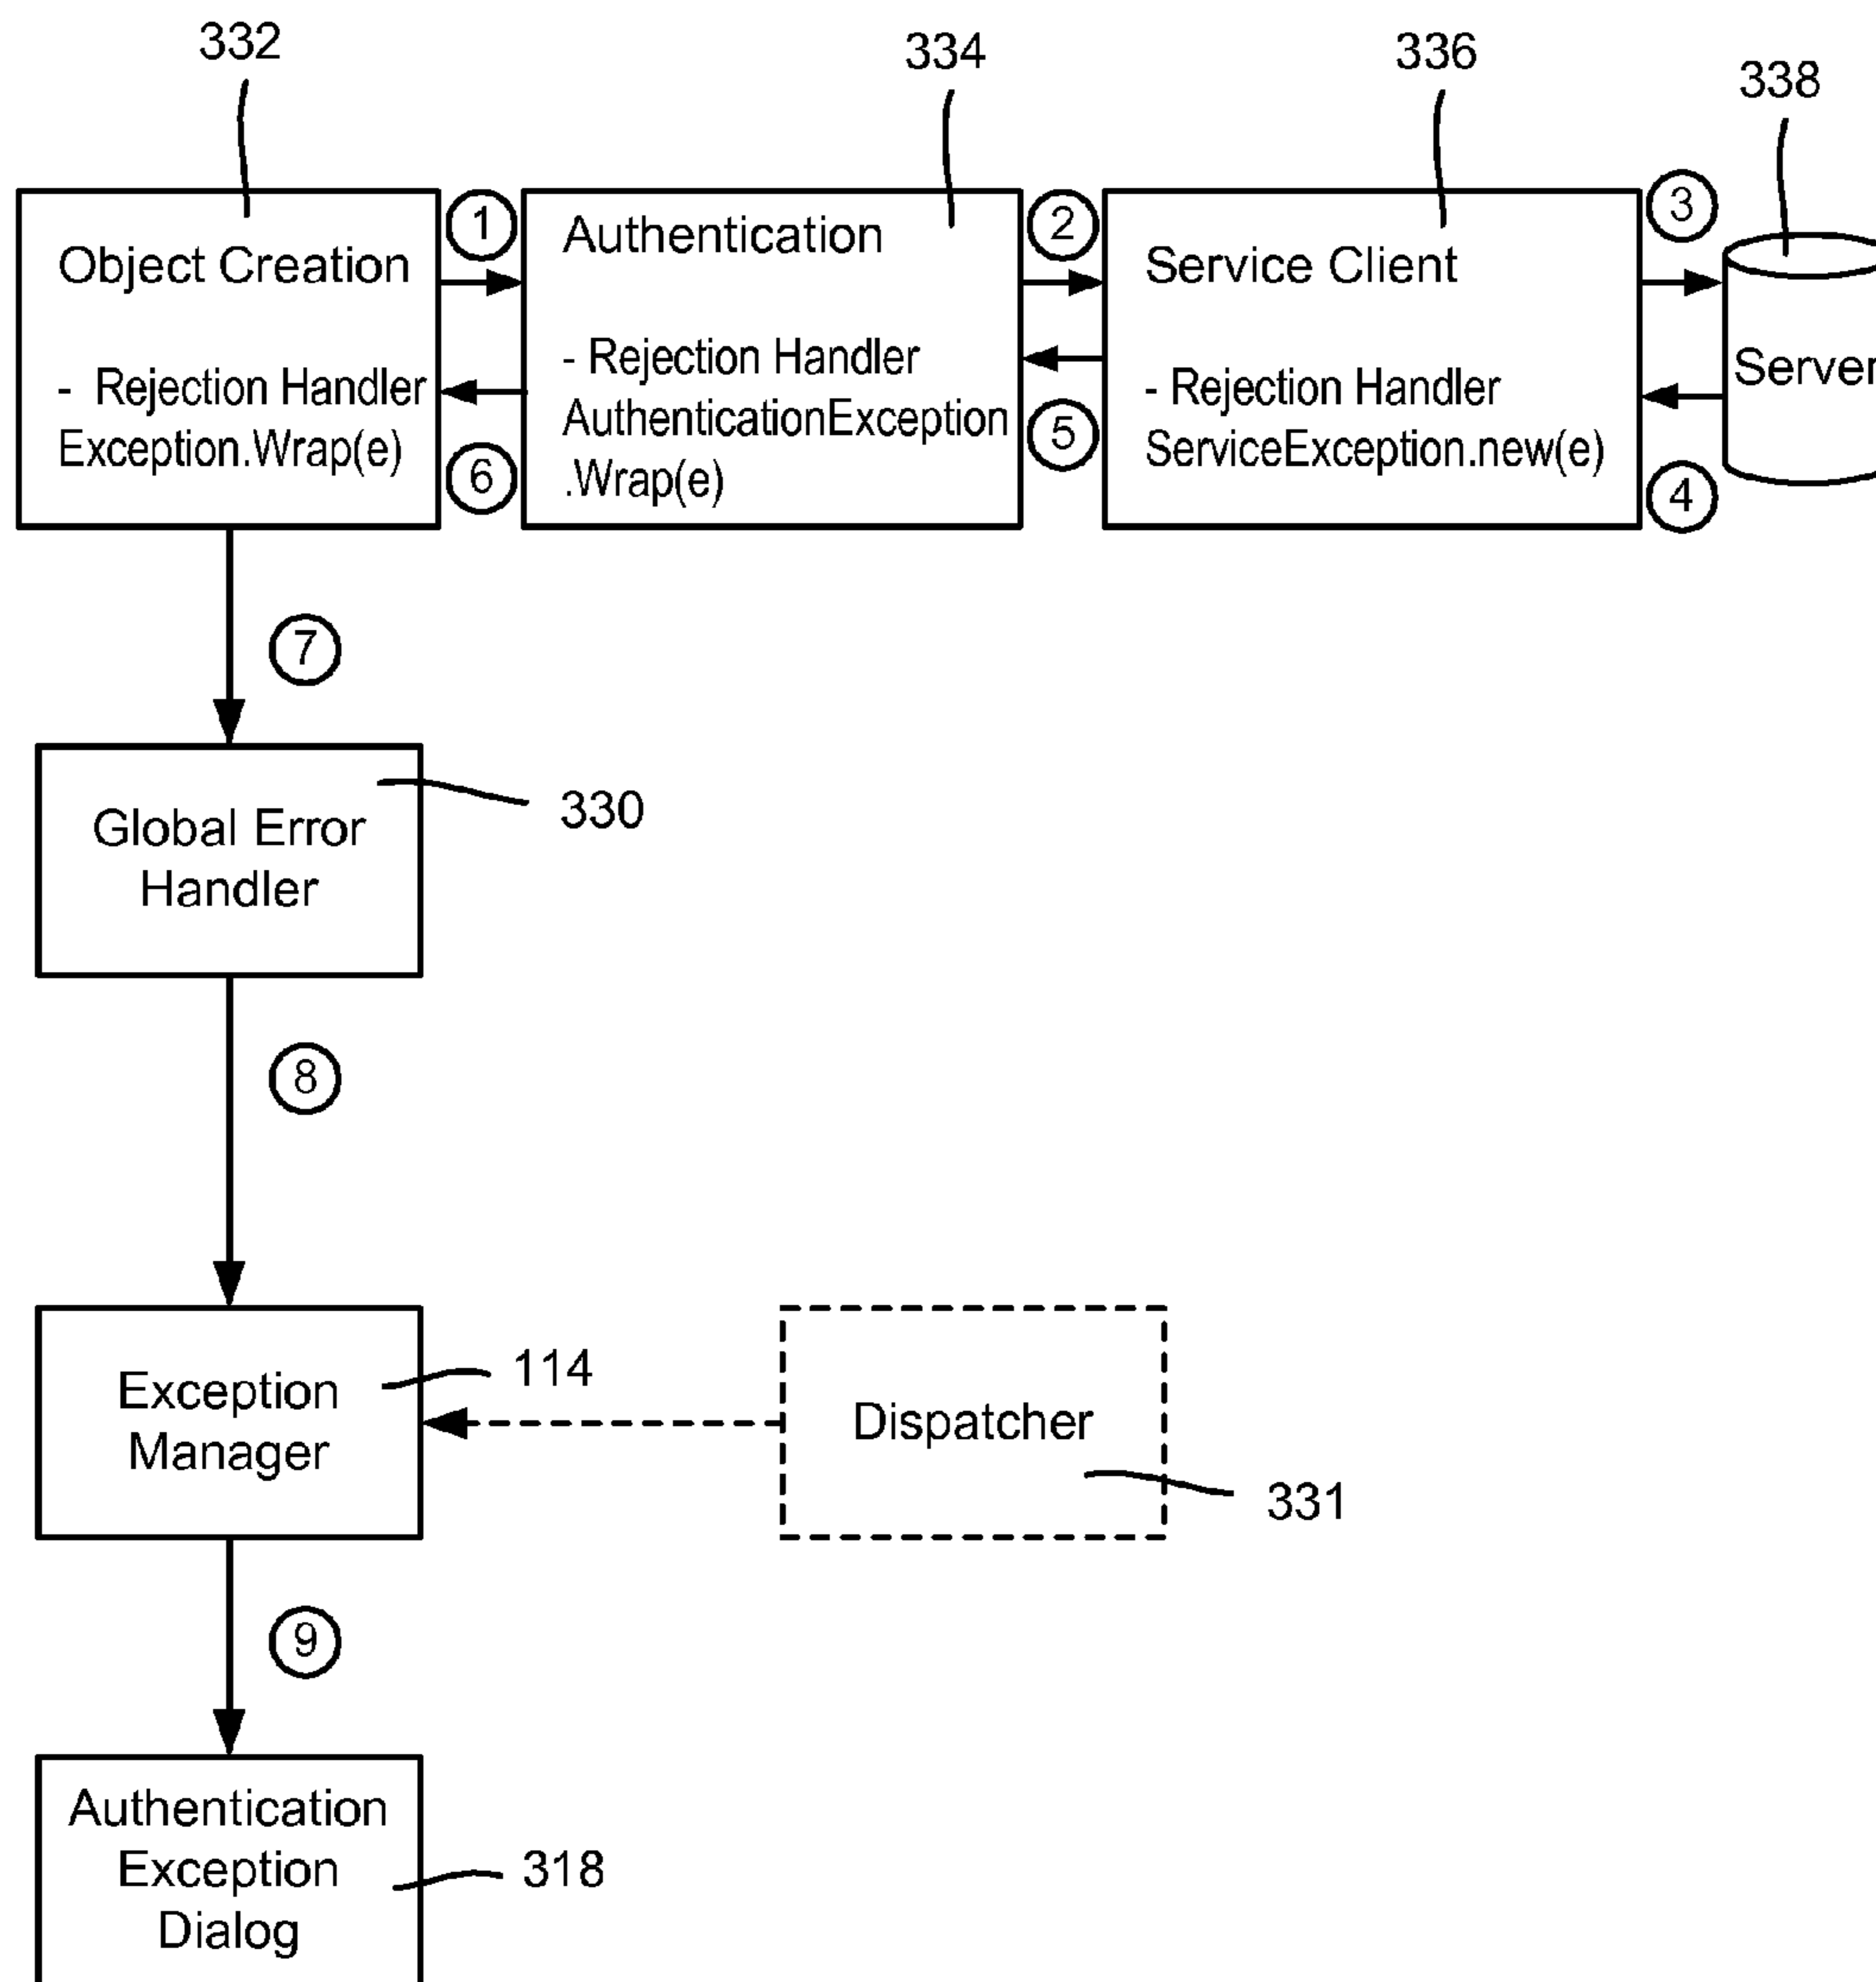 332
334
336
338
1
2
3
Object Creation
- Rejection Handler
Exception.Wrap(e)
Authentication
- Rejection Handler
AuthenticationException
.Wrap(e)
Service Client
- Rejection Handler
ServiceException.new(e)
Server
6
5
4
7
Global Error
Handler
330
8
Exception
Manager
114
Dispatcher
331
9
Authentication
Exception
Dialog
318